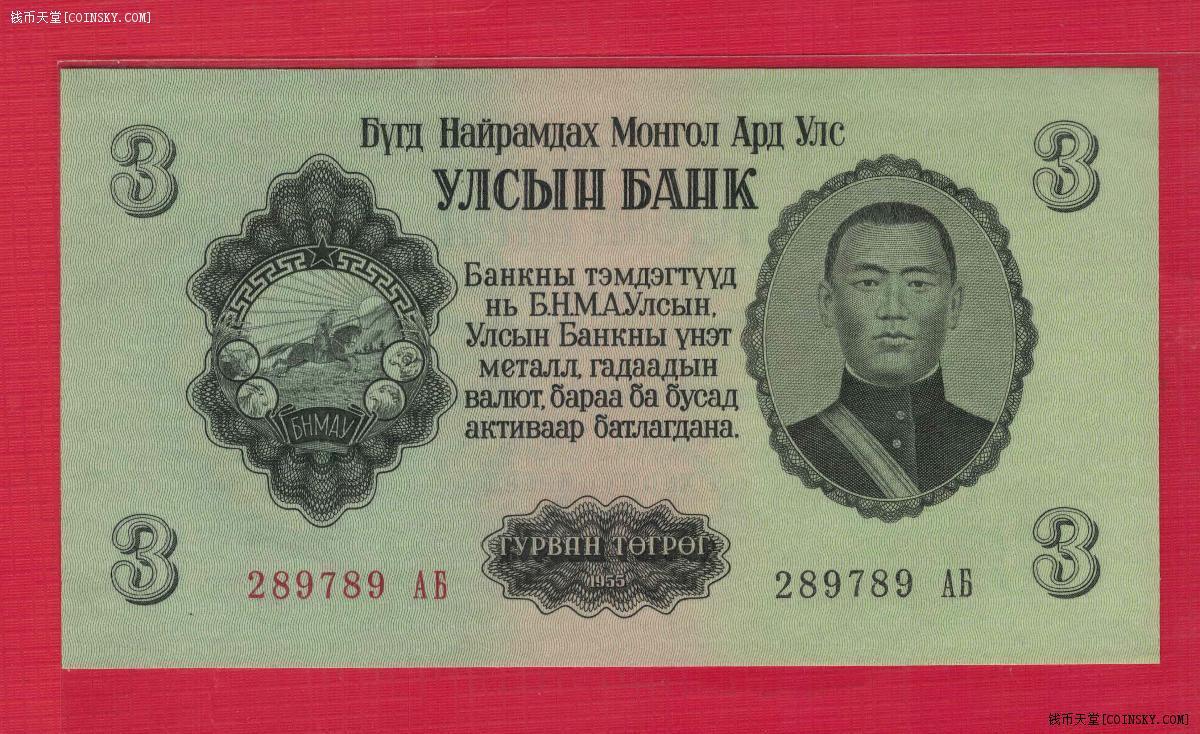 钱币天堂[COINSKY.COM]
3
3
Бүгд Найрамдах Монгол Ард Улс
УЛСЫН БАНК
Банкны тэмдэгтүүд
нь Б.Н.М.А.Улсын,
Улсын Банкны үнэт
металл, гадаадын
валют, бараа ба бусад
активаар батлагдана.
БНМАУ
ГУРВАН ТӨГРӨГ
1955
3
3
289789 АБ
289789 АБ
钱币天堂[COINSKY.COM]